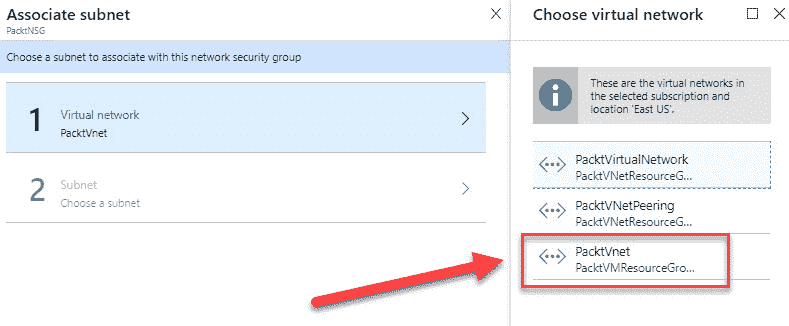 Associate subnet
PacktNSG
Choose a subnet to associate with this network security group
1
Virtual network
PacktVnet
2
Subnet
Choose a subnet
Choose virtual network
These are the virtual networks in
the selected subscription and
location 'East US'.
PacktVirtualNetwork
PacktVNetResourceG...
PacktVNetPeering
PacktVNetResourceG...
PacktVnet
PacktVMResourceGro...